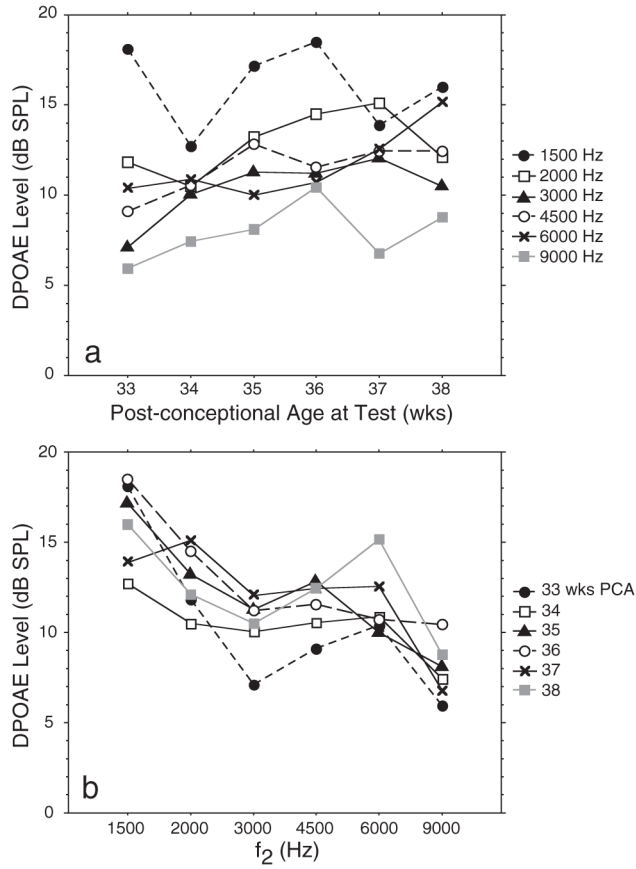 20
15
10
5
0
DPOAE Level (dB SPL)
a
33 34 35 36 37 38
Post-conceptional Age at Test (wks)
1500 Hz
2000 Hz
3000 Hz
4500 Hz
6000 Hz
9000 Hz
20
15
10
5
0
DPOAE Level (dB SPL)
b
1500 2000 3000 4500 6000 9000
f₂ (Hz)
33 wks PCA
34
35
36
37
38